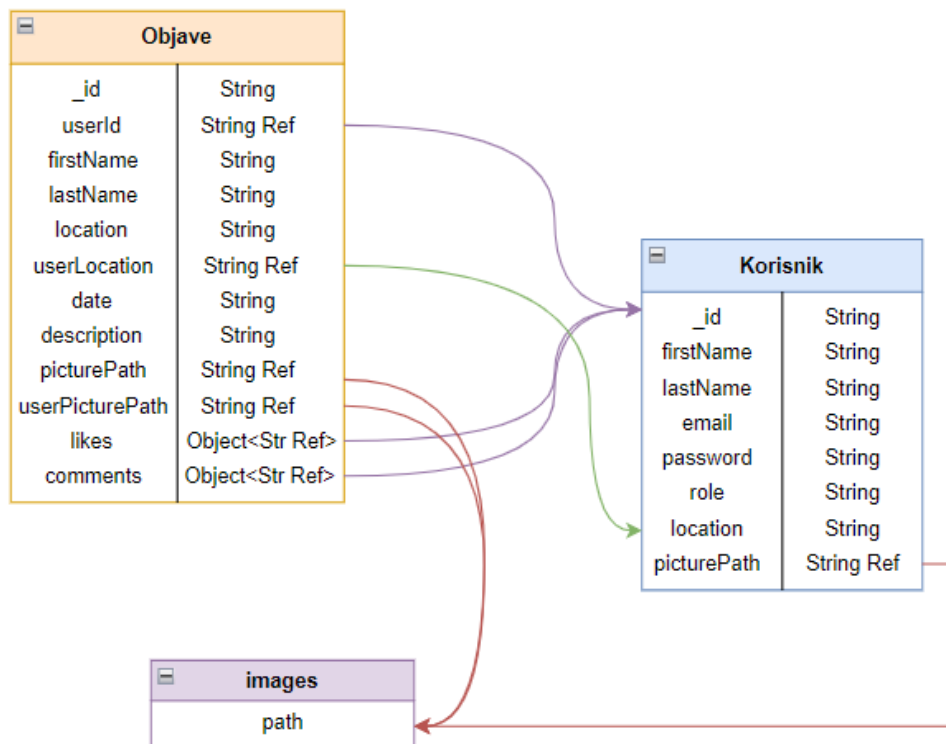 Objave
_id String
userId String Ref
firstName String
lastName String
location String
userLocation String Ref
date String
description String
picturePath String Ref
userPicturePath String Ref
likes Object<Str Ref>
comments Object<Str Ref>
Korisnik
_id String
firstName String
lastName String
email String
password String
role String
location String
picturePath String Ref
images
path